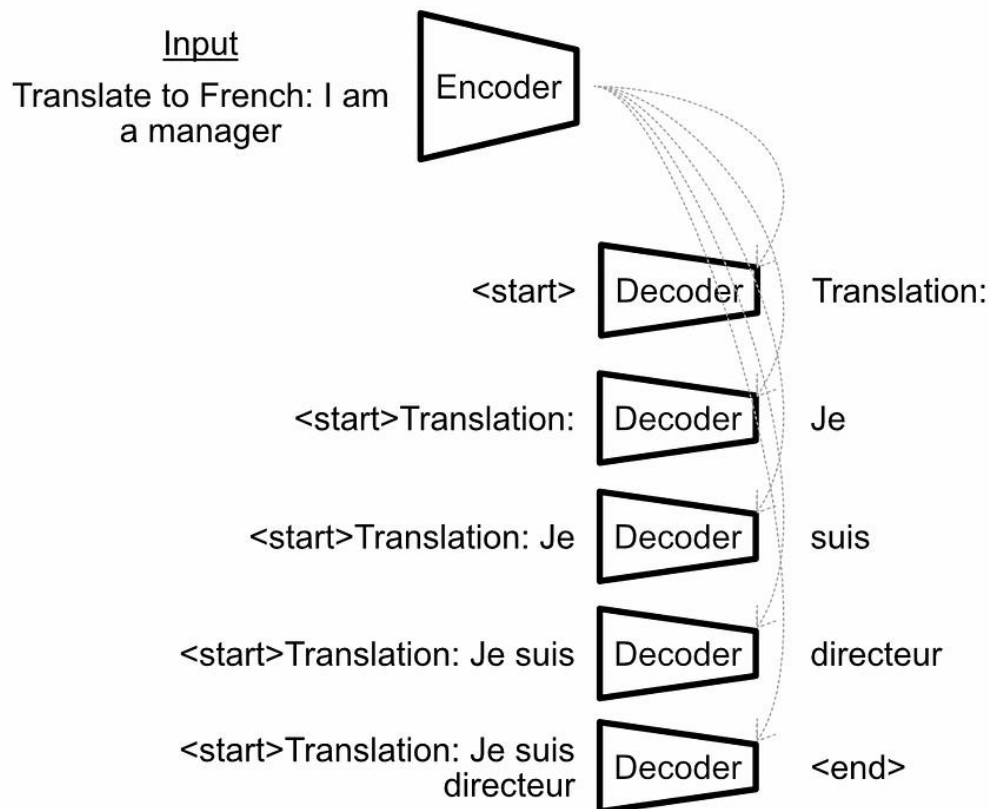 Input
Translate to French: I am
a manager
Encoder
<start>
Decoder
Translation:
<start>Translation:
Decoder
Je
<start>Translation: Je
Decoder
suis
<start>Translation: Je suis
Decoder
directeur
<start>Translation: Je suis
directeur
Decoder
<end>